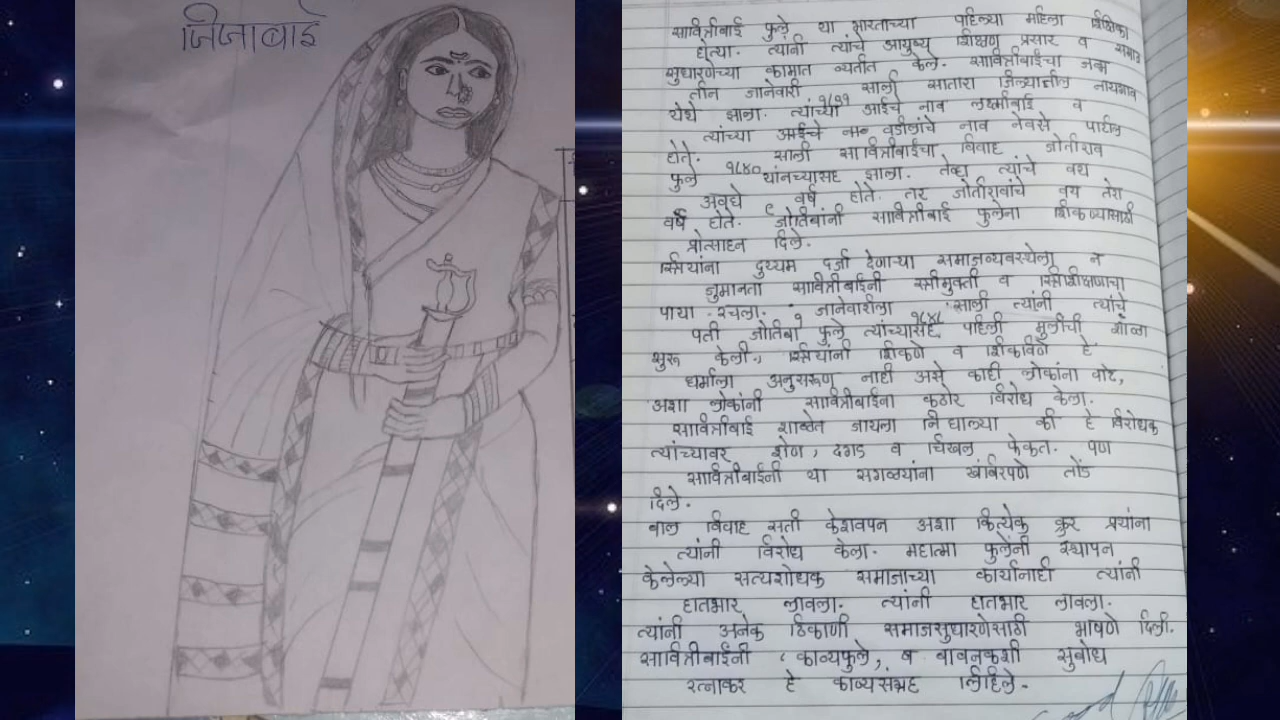 जिजाबाई
सावित्रीबाई फुले या भारताच्या पहिल्या महिला शिक्षिका
होत्या. त्यांनी त्यांचे आयुष्य शिक्षण प्रसार व समाज
सुधारणेच्या कामात व्यतीत केले. सावित्रीबाईंचा जन्म
तीन जानेवारी १८३१ साली सातारा जिल्ह्यातील नायगाव
येथे झाला. त्यांच्या आईचे नाव लक्ष्मीबाई व
त्यांच्या वडीलांचे नाव नेवसे पाटील
होते. साली सावित्रीबाईंचा विवाह जोतीराव
फुले १८४० यांनच्यासह झाला. तेव्हा त्यांचे वय
अवघे ९ वर्ष होते. तर जोतीरावांचे वय तेरा
वर्षे होते. जोतिबांनी सावित्रीबाई फुलेंना शिकण्यासाठी
प्रोत्साहन दिले.
स्त्रियांना दुय्यम दर्जा देणाऱ्या समाजव्यवस्थेला न
जुमानता सावित्रीबाईंनी स्त्रीमुक्ती व स्त्रिशिक्षणाचा
पाया रचला. १ जानेवारीला १८४८ साली त्यांनी त्यांचे
पती जोतिबा फुले त्यांच्यासह पहिली मुलींची शाळा
शुरू केली, स्त्रियांनी शिकणे व शिकविणे हे
धर्माला अनुसरूण नाही असे काही लोकांना वाटे,
अशा लोकांनी सावित्रीबाईंना कठोर विरोध केला.
सावित्रीबाई शाळेत जायला निघाल्या की हे विरोधक
त्यांच्यावर शेण, दगड व चिखल फेकत. पण
सावित्रीबाईंनी या सगळ्यांना खंबिरपणे तोंड
दिले.
बाल विवाह सती केशवपन अशा कित्येक क्रुर प्रथांना
त्यांनी विरोध केला. महात्मा फुलेंनी स्थापन
केलेल्या सत्यशोधक समाजाच्या कार्यानाही त्यांनी
हातभार लावला. त्यांनी हातभार लावला.
त्यांनी अनेक ठिकाणी समाजसुधारणेसाठी भाषणे दिली.
सावित्रीबाईंनी 'काव्यफुले, व बावनकशी सुबोध
रत्नाकर हे काव्यसंग्रह लिहिले.